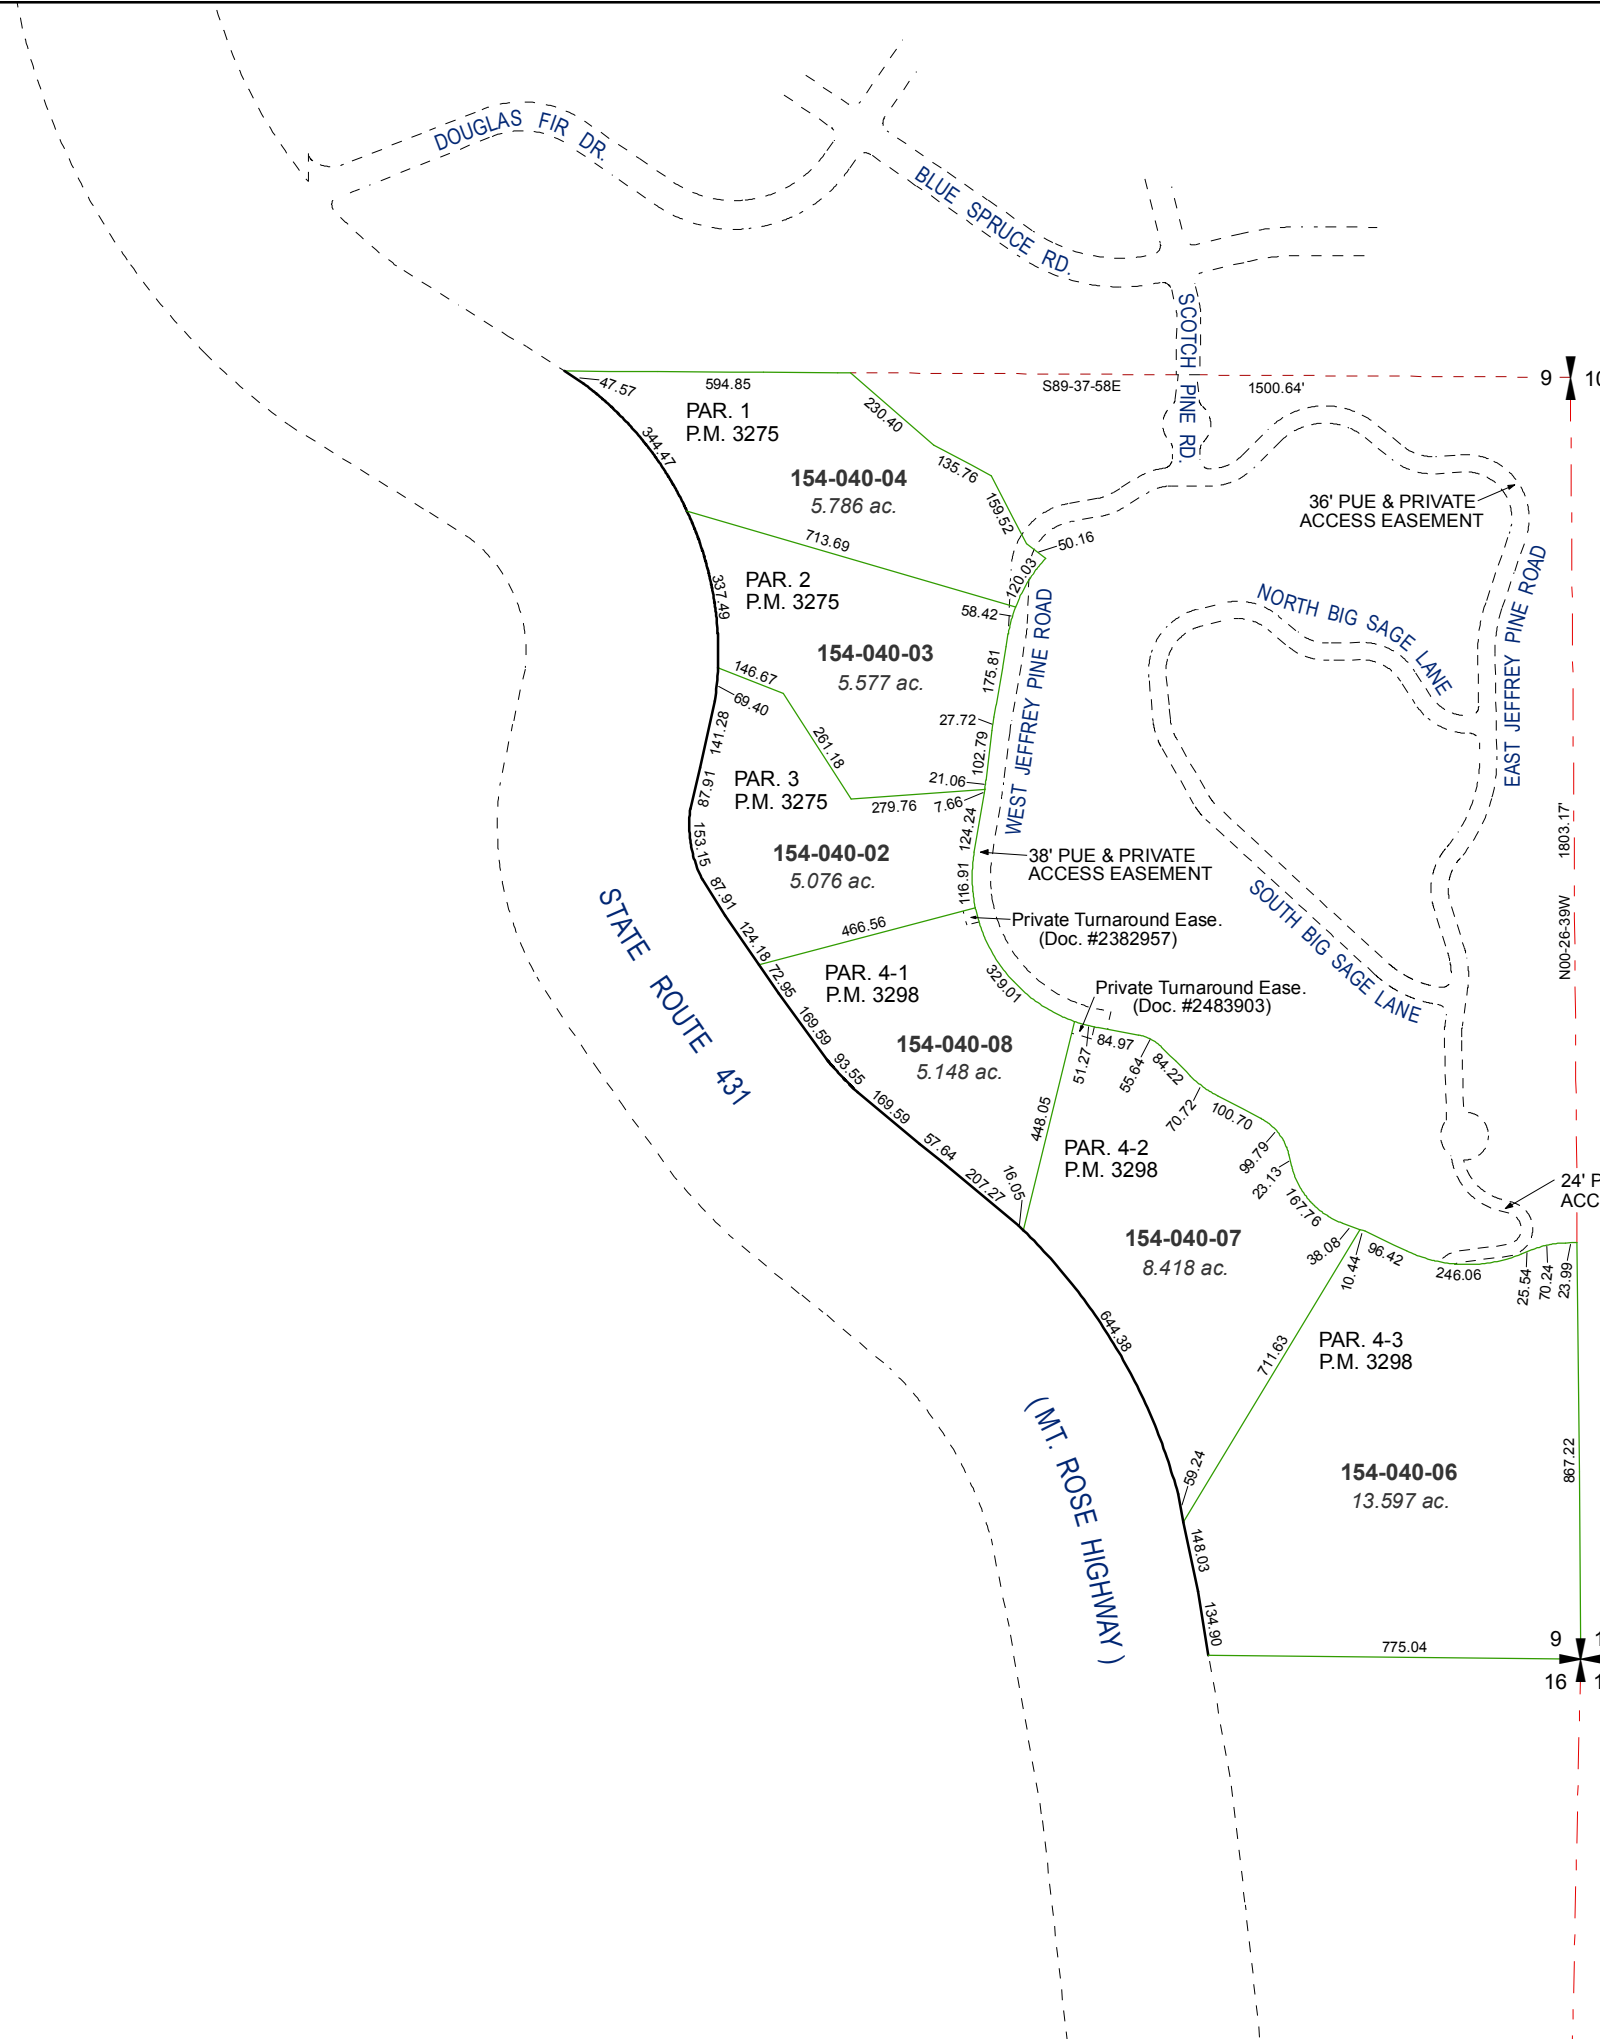 DOUGLAS FIR DR.
BLUE SPRUCE RD.
SCOTCH PINE RD.
47.57
594.85
S89-37-58E
1500.64'
9
10
PAR. 1
P.M. 3275
344.47
230.40
135.76
159.52
50.16
120.03
154-040-04
5.786 ac.
713.69
36' PUE & PRIVATE
ACCESS EASEMENT
PAR. 2
P.M. 3275
337.49
58.42
154-040-03
5.577 ac.
175.81
27.72
102.79
21.06
WEST JEFFREY PINE ROAD
NORTH BIG SAGE LANE
EAST JEFFREY PINE ROAD
146.67
69.40
261.18
141.28
87.91
PAR. 3
P.M. 3275
279.76
7.66
124.24
153.15
154-040-02
5.076 ac.
38' PUE & PRIVATE
ACCESS EASEMENT
1803.17'
N00-26-39W
87.91
116.91
124.18
466.56
Private Turnaround Ease.
(Doc. #2382957)
SOUTH BIG SAGE LANE
STATE ROUTE 431
72.95
PAR. 4-1
P.M. 3298
329.01
Private Turnaround Ease.
(Doc. #2483903)
169.59
93.55
154-040-08
5.148 ac.
51.27
84.97
55.64
84.22
70.72
100.70
169.59
57.64
448.05
207.27
16.05
PAR. 4-2
P.M. 3298
99.79
23.13
167.76
38.08
10.44
96.42
246.06
25.54
70.24
23.99
24' P
ACC
154-040-07
8.418 ac.
644.38
711.63
PAR. 4-3
P.M. 3298
(MT. ROSE HIGHWAY)
59.24
154-040-06
13.597 ac.
867.22
148.03
134.90
775.04
9
1
16
1